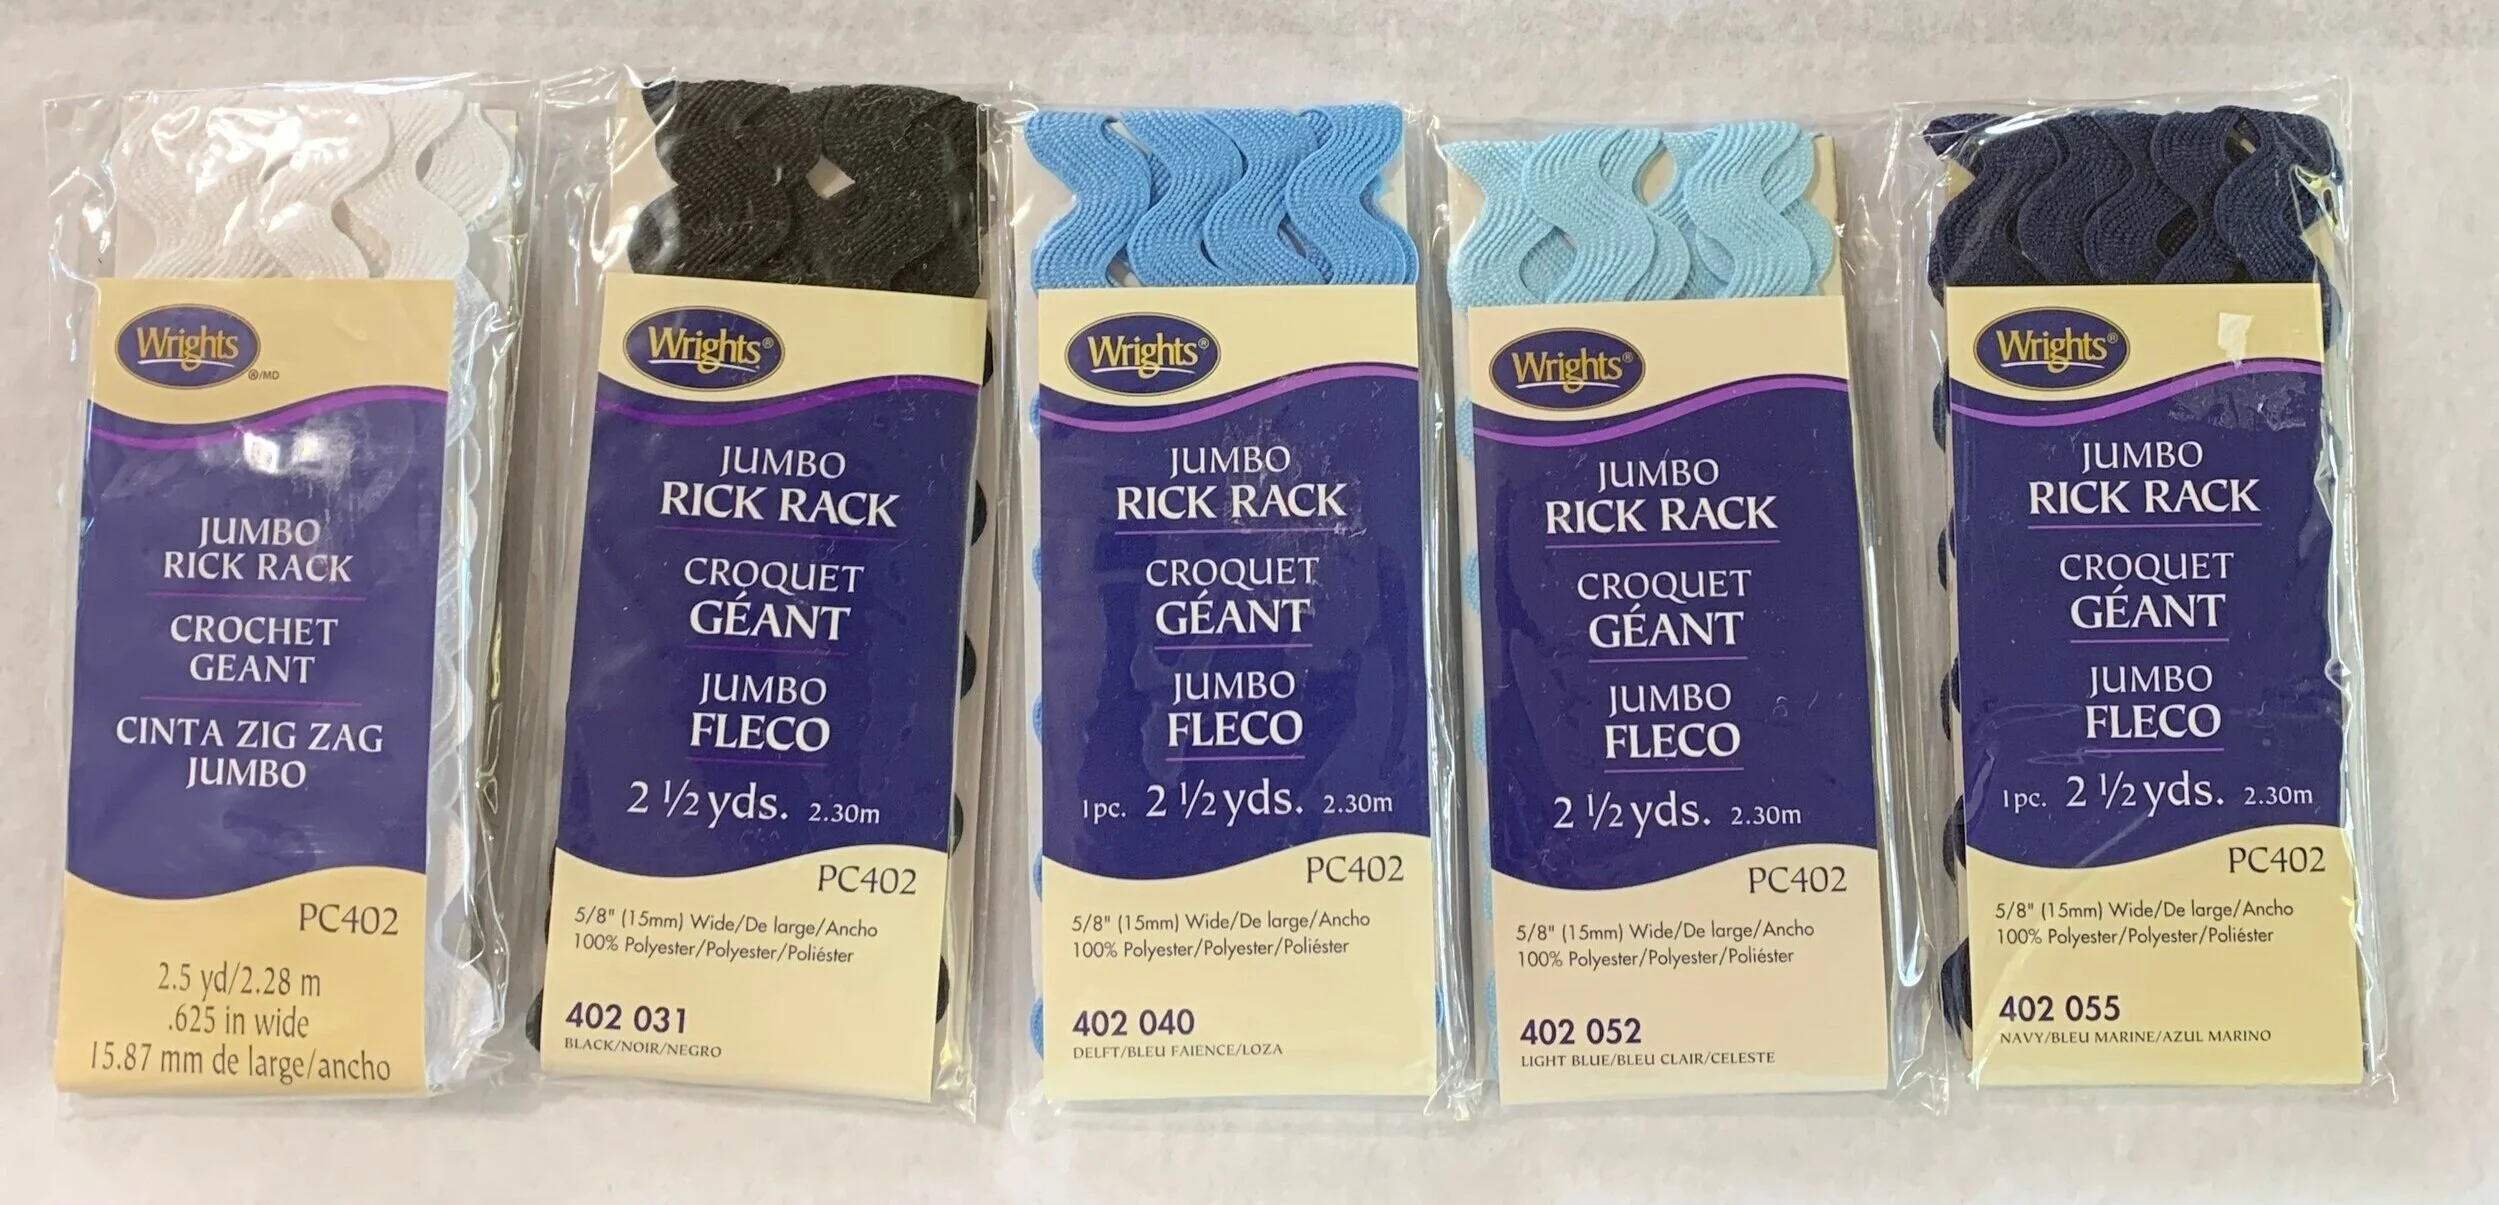 Wrights
®/MD
JUMBO
RICK RACK
CROCHET
GEANT
CINTA ZIG ZAG
JUMBO
PC402
2.5 yd/2.28 m
.625 in wide
15.87 mm de large/ancho
Wrights®
JUMBO
RICK RACK
CROQUET
GÉANT
JUMBO
FLECO
2 ½ yds. 2.30m
PC402
5/8" (15mm) Wide/De large/Ancho
100% Polyester/Polyester/Poliéster
402 031
BLACK/NOIR/NEGRO
Wrights®
JUMBO
RICK RACK
CROQUET
GÉANT
JUMBO
FLECO
1pc. 2 ½ yds. 2.30m
PC402
5/8" (15mm) Wide/De large/Ancho
100% Polyester/Polyester/Poliéster
402 040
DELFT/BLEU FAIENCE/LOZA
Wrights®
JUMBO
RICK RACK
CROQUET
GÉANT
JUMBO
FLECO
2 ½ yds. 2.30m
PC402
5/8" (15mm) Wide/De large/Ancho
100% Polyester/Polyester/Poliéster
402 052
LIGHT BLUE/BLEU CLAIR/CELESTE
Wrights®
JUMBO
RICK RACK
CROQUET
GÉANT
JUMBO
FLECO
1pc. 2 ½ yds. 2.30m
PC402
5/8" (15mm) Wide/De large/Ancho
100% Polyester/Polyester/Poliéster
402 055
NAVY/BLEU MARINE/AZUL MARINO